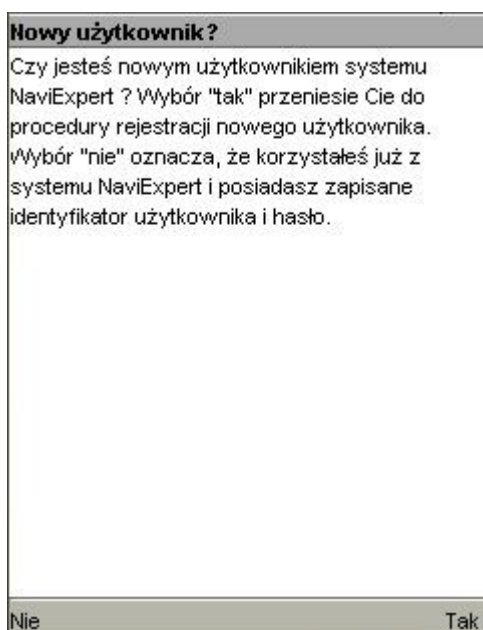 Nowy użytkownik?
Czy jesteś nowym użytkownikiem systemu
NaviExpert ? Wybór "tak" przeniesie Cie do
procedury rejestracji nowego użytkownika.
Wybór "nie" oznacza, że korzystałeś już z
systemu NaviExpert i posiadasz zapisane
identyfikator użytkownika i hasło.
Nie Tak